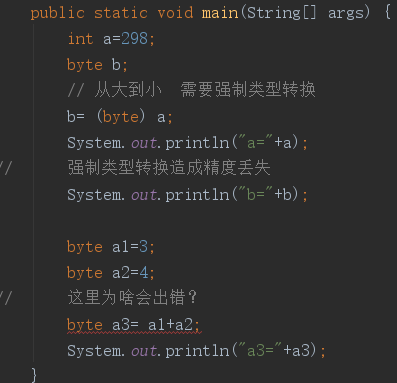 public static void main(String[] args) {
int a=298;
byte b;
// 从大到小 需要强制类型转换
b= (byte) a;
System.out.println("a="+a);
// 强制类型转换造成精度丢失
System.out.println("b="+b);
byte a1=3;
byte a2=4;
// 这里为啥会出错？
byte a3= a1+a2;
System.out.println("a3="+a3);
}